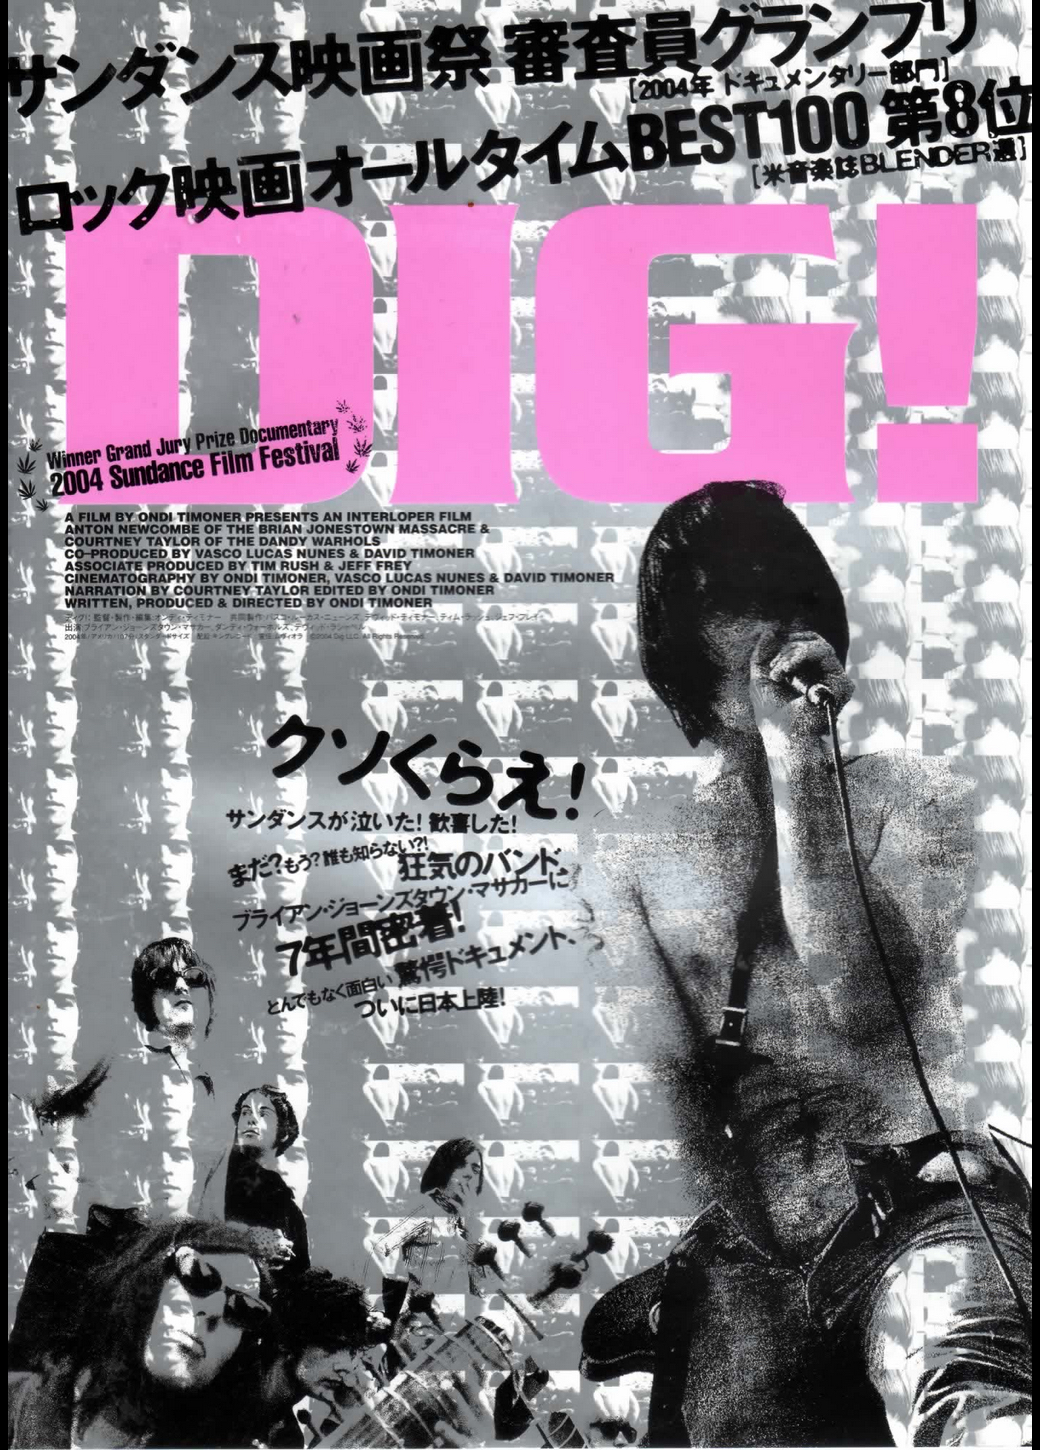 サンダンス映画祭 審査員グランプリ
[2004年 ドキュメンタリー部門]
ロック映画オールタイムBEST100 第8位
[米音楽誌BLENDER選]
DIG!
Winner Grand Jury Prize Documentary
2004 Sundance Film Festival
A FILM BY ONDI TIMONER PRESENTS AN INTERLOPER FILM
ANTON NEWCOMBE OF THE BRIAN JONESTOWN MASSACRE &
COURTNEY TAYLOR OF THE DANDY WARHOLS
CO-PRODUCED BY VASCO LUCAS NUNES & DAVID TIMONER
ASSOCIATE PRODUCED BY TIM RUSH & JEFF FREY
CINEMATOGRAPHY BY ONDI TIMONER, VASCO LUCAS NUNES & DAVID TIMONER
NARRATION BY COURTNEY TAYLOR EDITED BY ONDI TIMONER
WRITTEN, PRODUCED & DIRECTED BY ONDI TIMONER
クソくらえ!
サンダンスが泣いた! 歓喜した!
まだ?もう?誰も知らない?!
狂気のバンド、
ブライアン・ジョーンズタウン・マサカーに
7年間密着!
とんでもなく面白い驚愕ドキュメント、
ついに日本上陸!